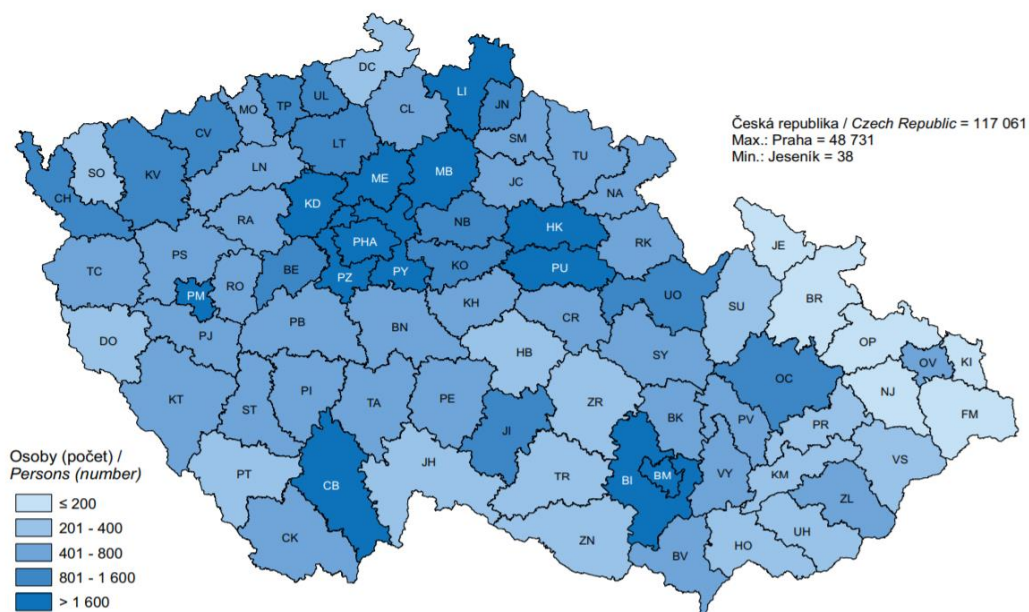 DC
LI
UL
TP
JN
MO
CL
CV
SM
LT
TU
LN
ME
MB
SO
KV
JC
NA
CH
KD
RA
NB
HK
PHA
RK
JE
PS
TC
BE
KO
PZ
PY
PU
RO
PM
UO
SU
BR
KH
PB
CR
BN
DO
PJ
OP
HB
SY
OV
KI
OC
NJ
KT
ST
PI
TA
PE
ZR
FM
BK
PV
PR
JI
VS
PT
JH
CB
TR
BI
BM
VY
KM
ZL
CK
ZN
BV
HO
UH
Česká republika / Czech Republic = 117 061
Max.: Praha = 48 731
Min.: Jeseník = 38
Osoby (počet) /
Persons (number)
≤ 200
201 - 400
401 - 800
801 - 1 600
> 1 600